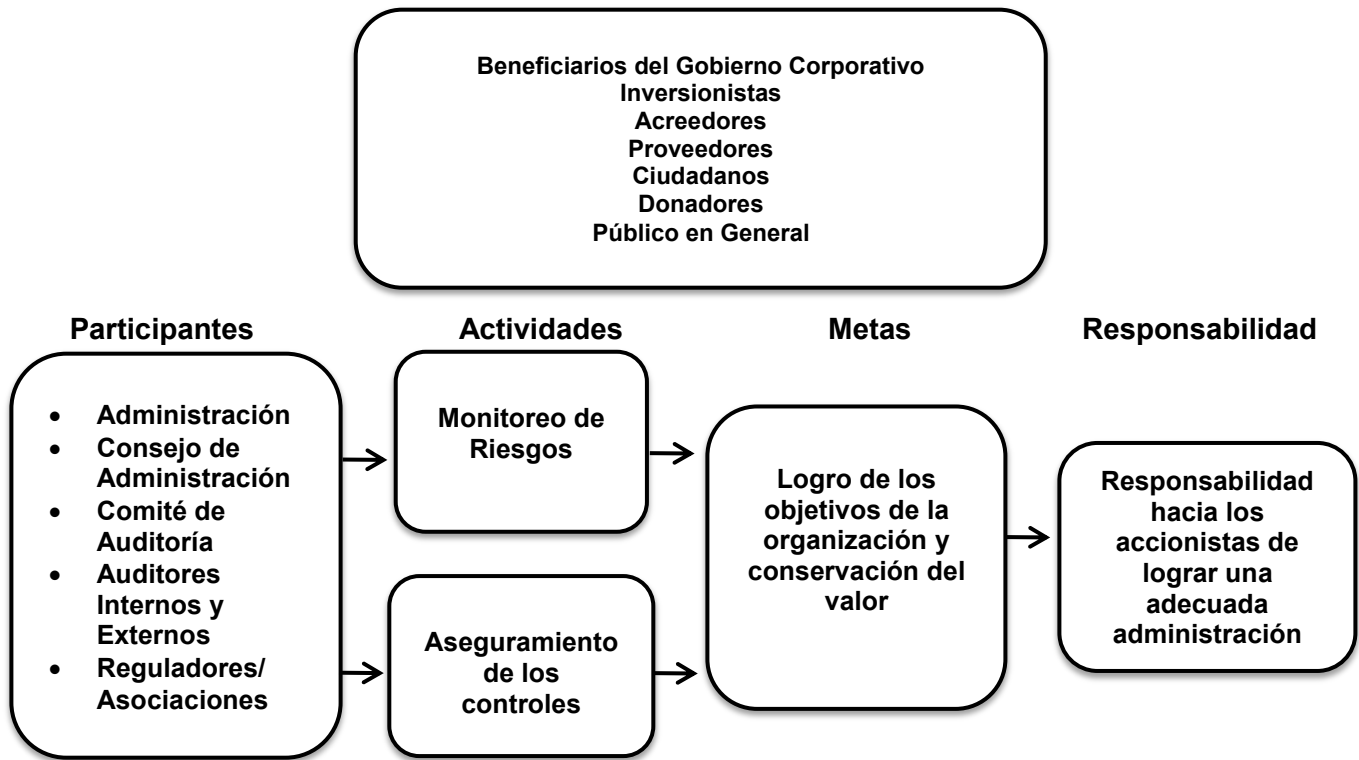 Beneficiarios del Gobierno Corporativo
Inversionistas
Acreedores
Proveedores
Ciudadanos
Donadores
Público en General
Participantes
• Administración
• Consejo de
Administración
• Comité de
Auditoría
• Auditores
Internos y
Externos
• Reguladores/
Asociaciones
Actividades
Monitoreo de
Riesgos
Aseguramiento
de los
controles
Metas
Logro de los
objetivos de la
organización y
conservación del
valor
Responsabilidad
Responsabilidad
hacia los
accionistas de
lograr una
adecuada
administración